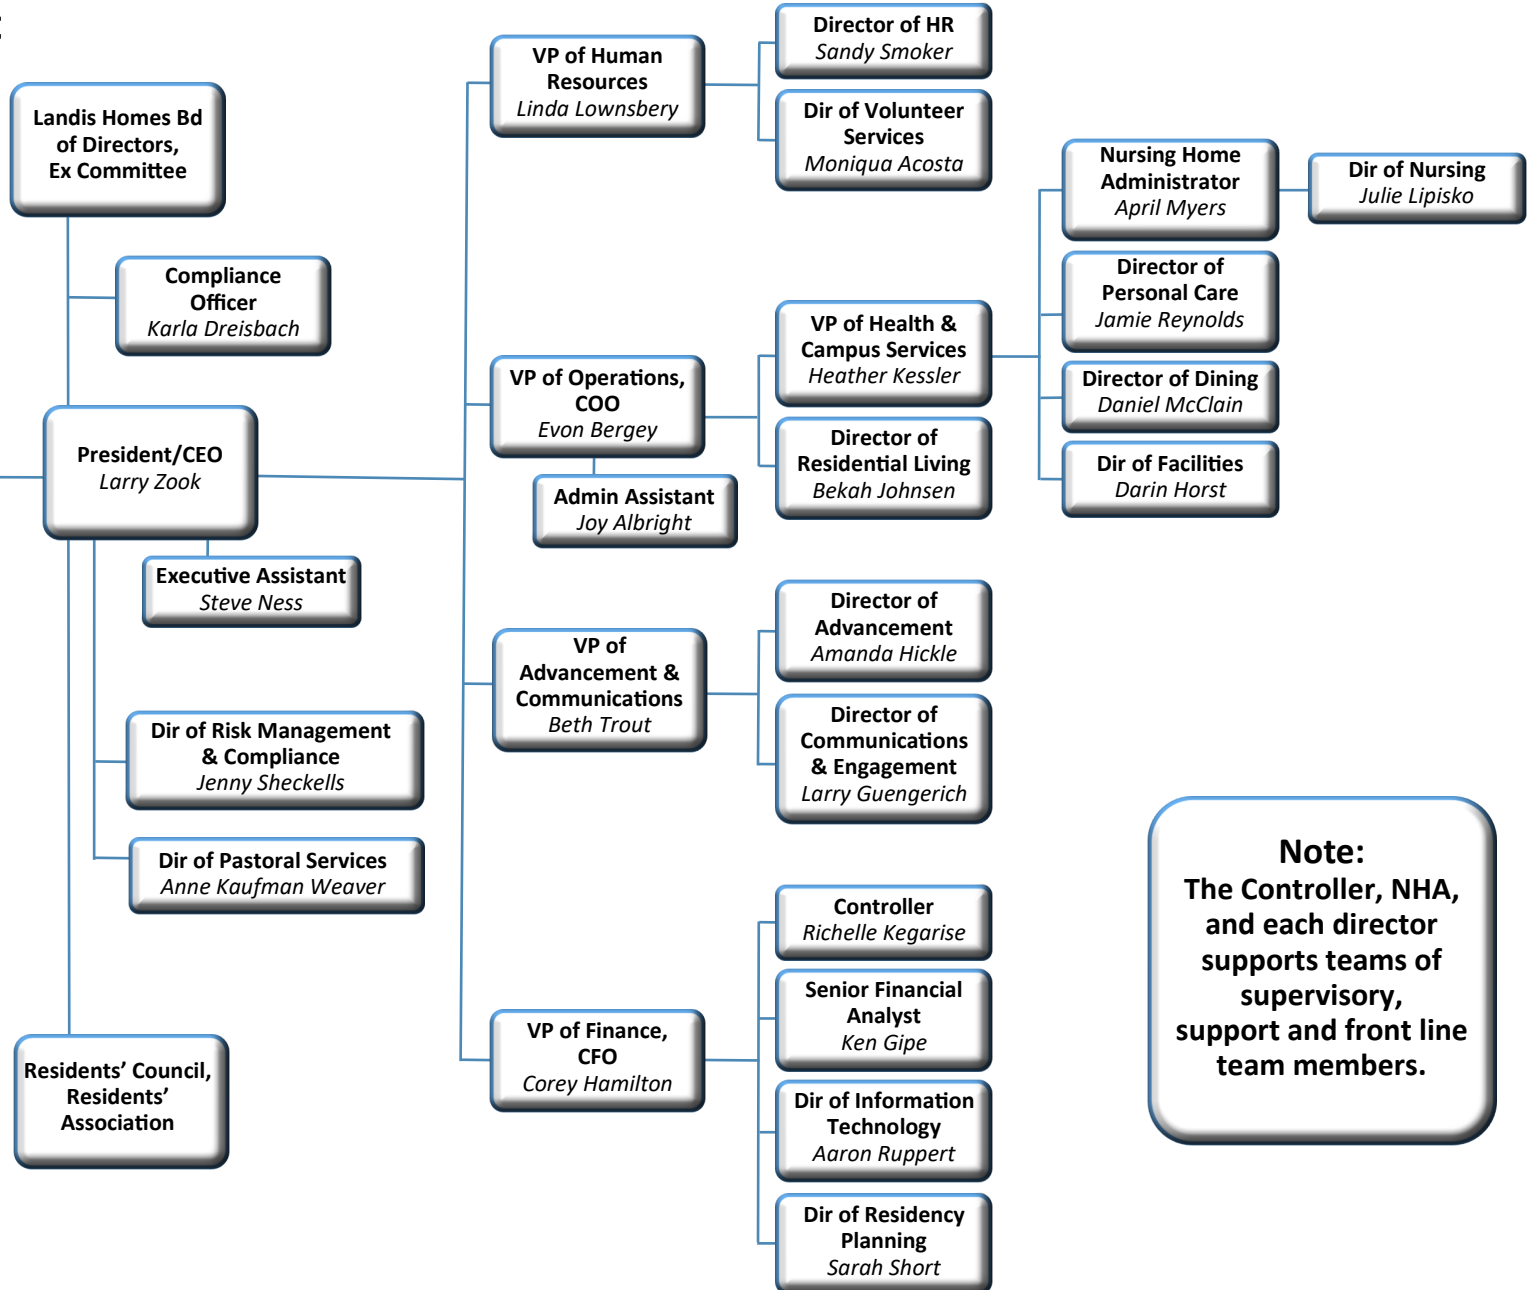 Landis Homes Bd
of Directors,
Ex Committee
Compliance
Officer
Karla Dreisbach
President/CEO
Larry Zook
Executive Assistant
Steve Ness
Dir of Risk Management
& Compliance
Jenny Sheckells
Dir of Pastoral Services
Anne Kaufman Weaver
Residents’ Council,
Residents’
Association
VP of Human
Resources
Linda Lownsbery
Director of HR
Sandy Smoker
Dir of Volunteer
Services
Moniqua Acosta
VP of Operations,
COO
Evon Bergey
Admin Assistant
Joy Albright
VP of Health &
Campus Services
Heather Kessler
Director of
Residential Living
Bekah Johnsen
Nursing Home
Administrator
April Myers
Dir of Nursing
Julie Lipisko
Director of
Personal Care
Jamie Reynolds
Director of Dining
Daniel McClain
Dir of Facilities
Darin Horst
VP of
Advancement &
Communications
Beth Trout
Director of
Advancement
Amanda Hickle
Director of
Communications
& Engagement
Larry Guengerich
VP of Finance,
CFO
Corey Hamilton
Controller
Richelle Kegarise
Senior Financial
Analyst
Ken Gipe
Dir of Information
Technology
Aaron Ruppert
Dir of Residency
Planning
Sarah Short
Note:
The Controller, NHA,
and each director
supports teams of
supervisory,
support and front line
team members.